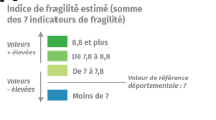 Indice de fragilité estimé (somme
des 7 indicateurs de fragilité)
Valeurs
+ élevées
8,8 et plus
De 7,8 à 8,8
De 7 à 7,8
Valeur de référence
départementale : 7
Valeurs
- élevées
Moins de 7